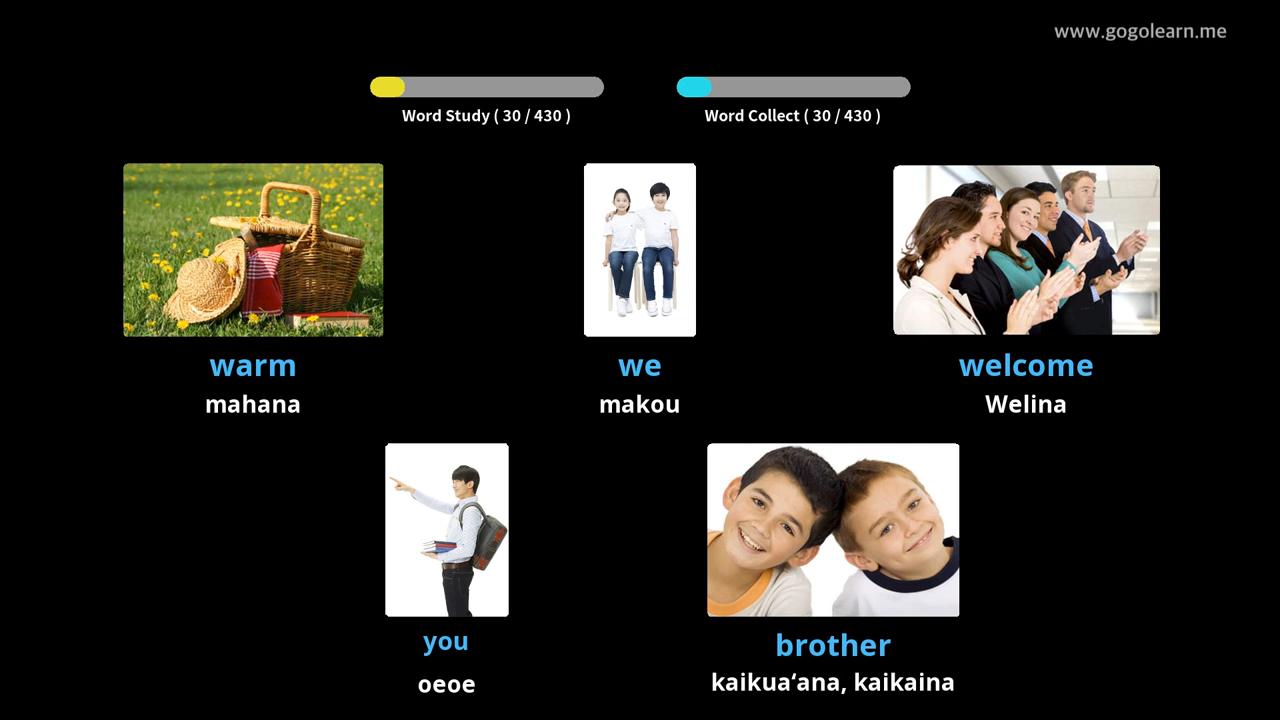 www.gogolearn.me
Word Study ( 30 / 430 )
Word Collect ( 30 / 430 )
warm
mahana
we
makou
welcome
Welina
you
oeoe
brother
kaikuaʻana, kaikaina